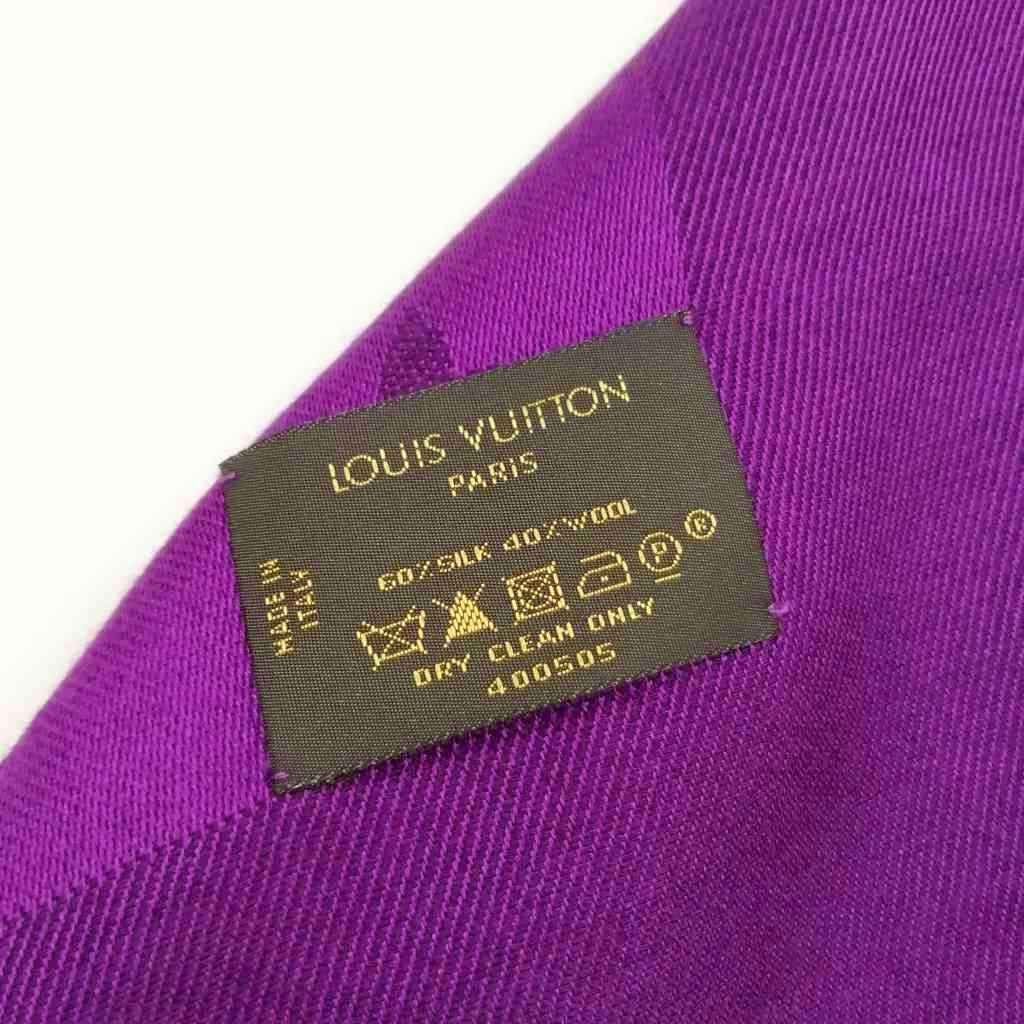 LOUIS VUITTON
PARIS
60% SILK 40% WOOL
P ®
DRY CLEAN ONLY
400505
MADE IN
ITALY